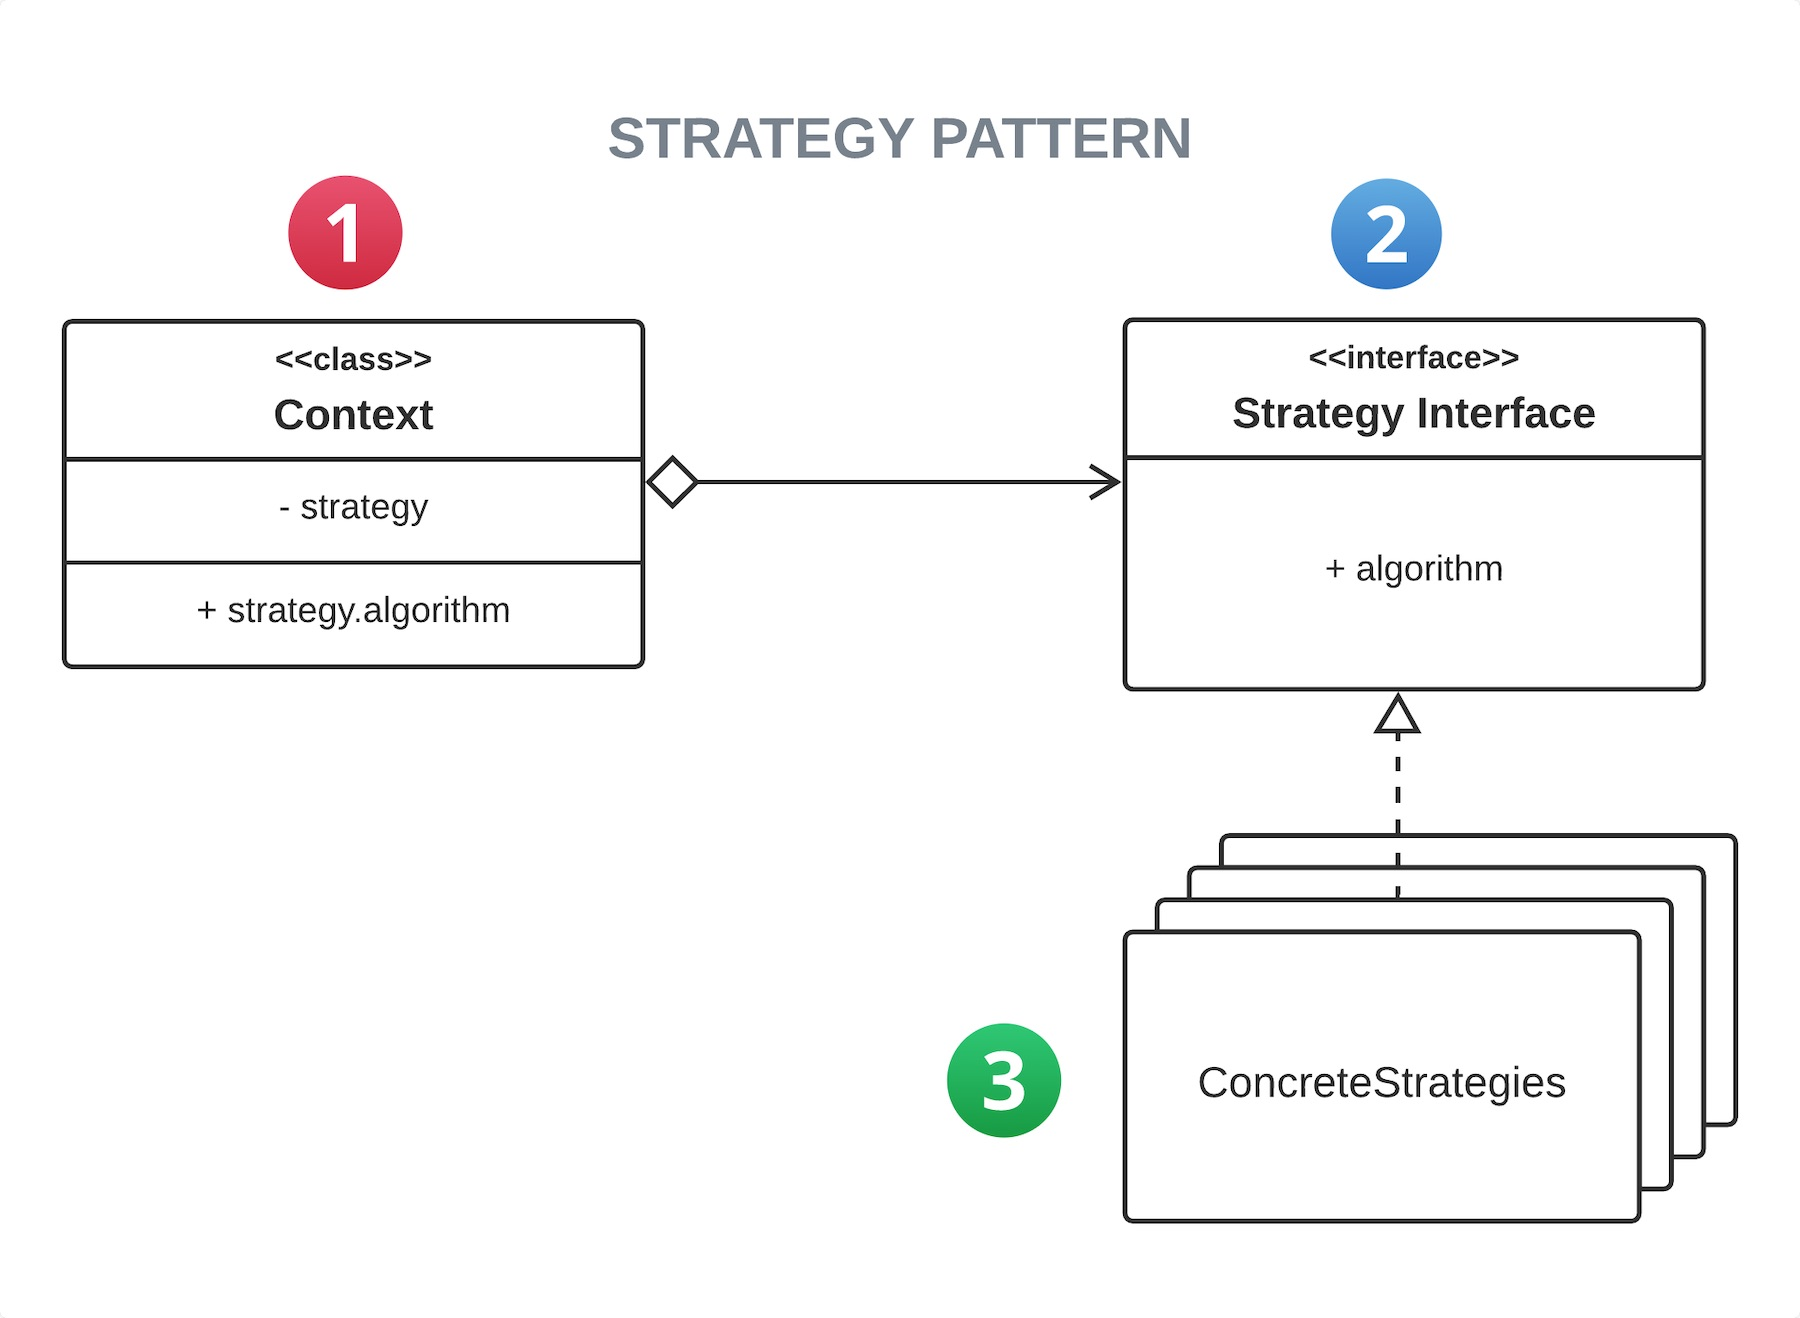 STRATEGY PATTERN
1
2
<<class>>
Context
- strategy
+ strategy.algorithm
<<interface>>
Strategy Interface
+ algorithm
3
ConcreteStrategies